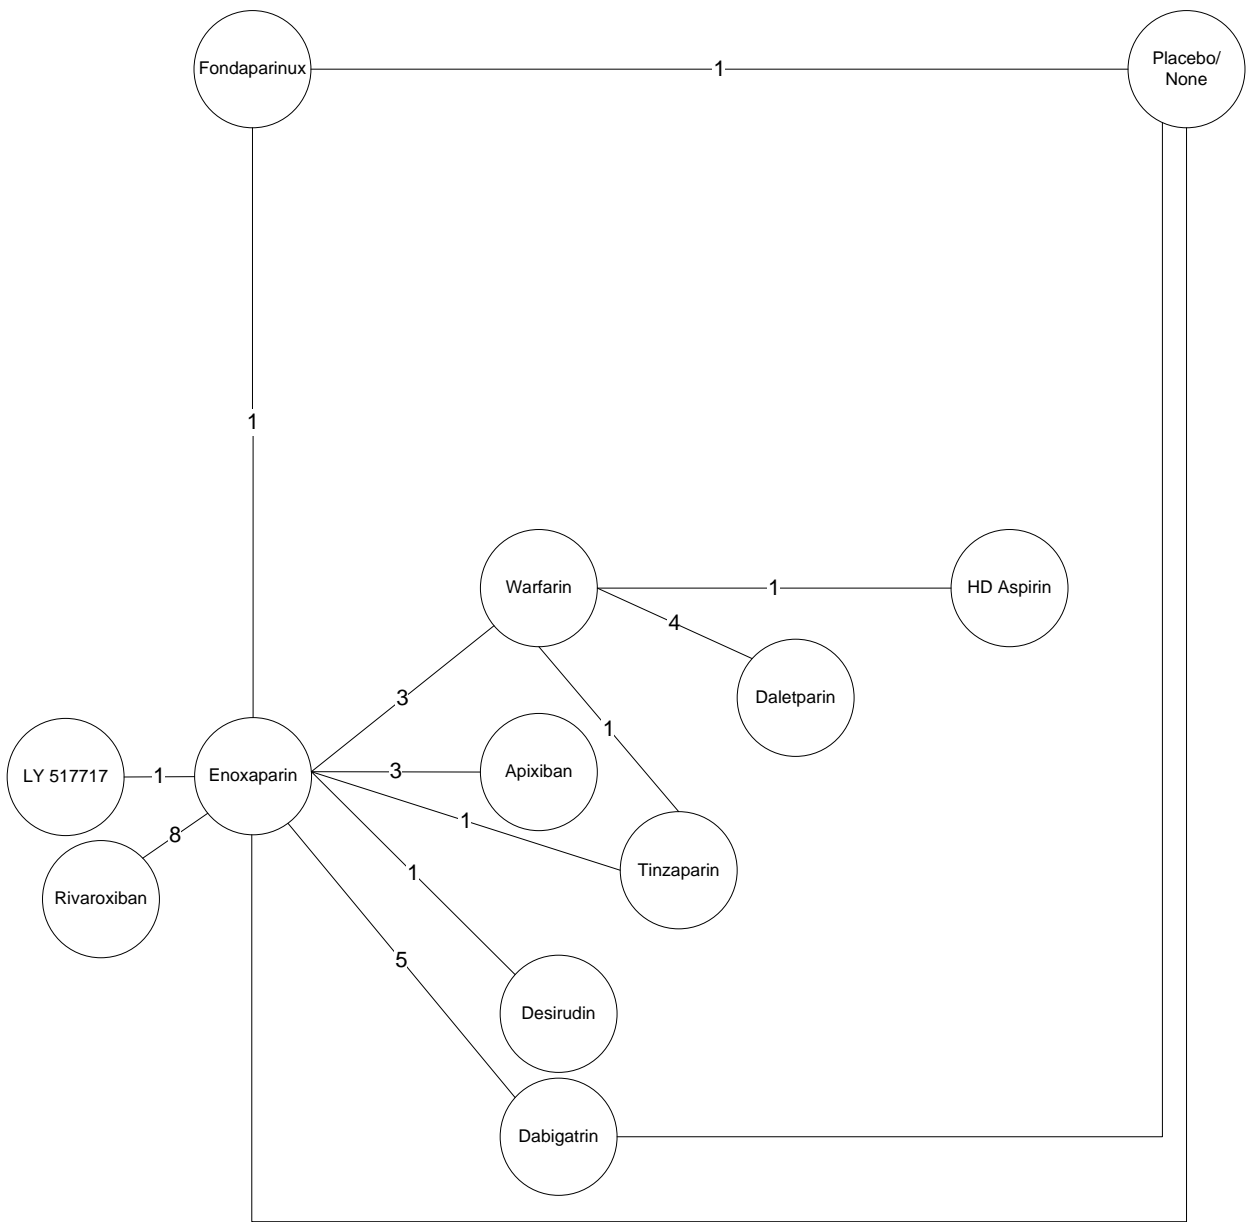 Fondaparinux
1
Placebo/
None
1
Warfarin
1
HD Aspirin
4
Daletparin
3
1
LY 517717
1
Enoxaparin
3
Apixiban
1
Tinzaparin
8
Rivaroxiban
1
5
Desirudin
Dabigatrin